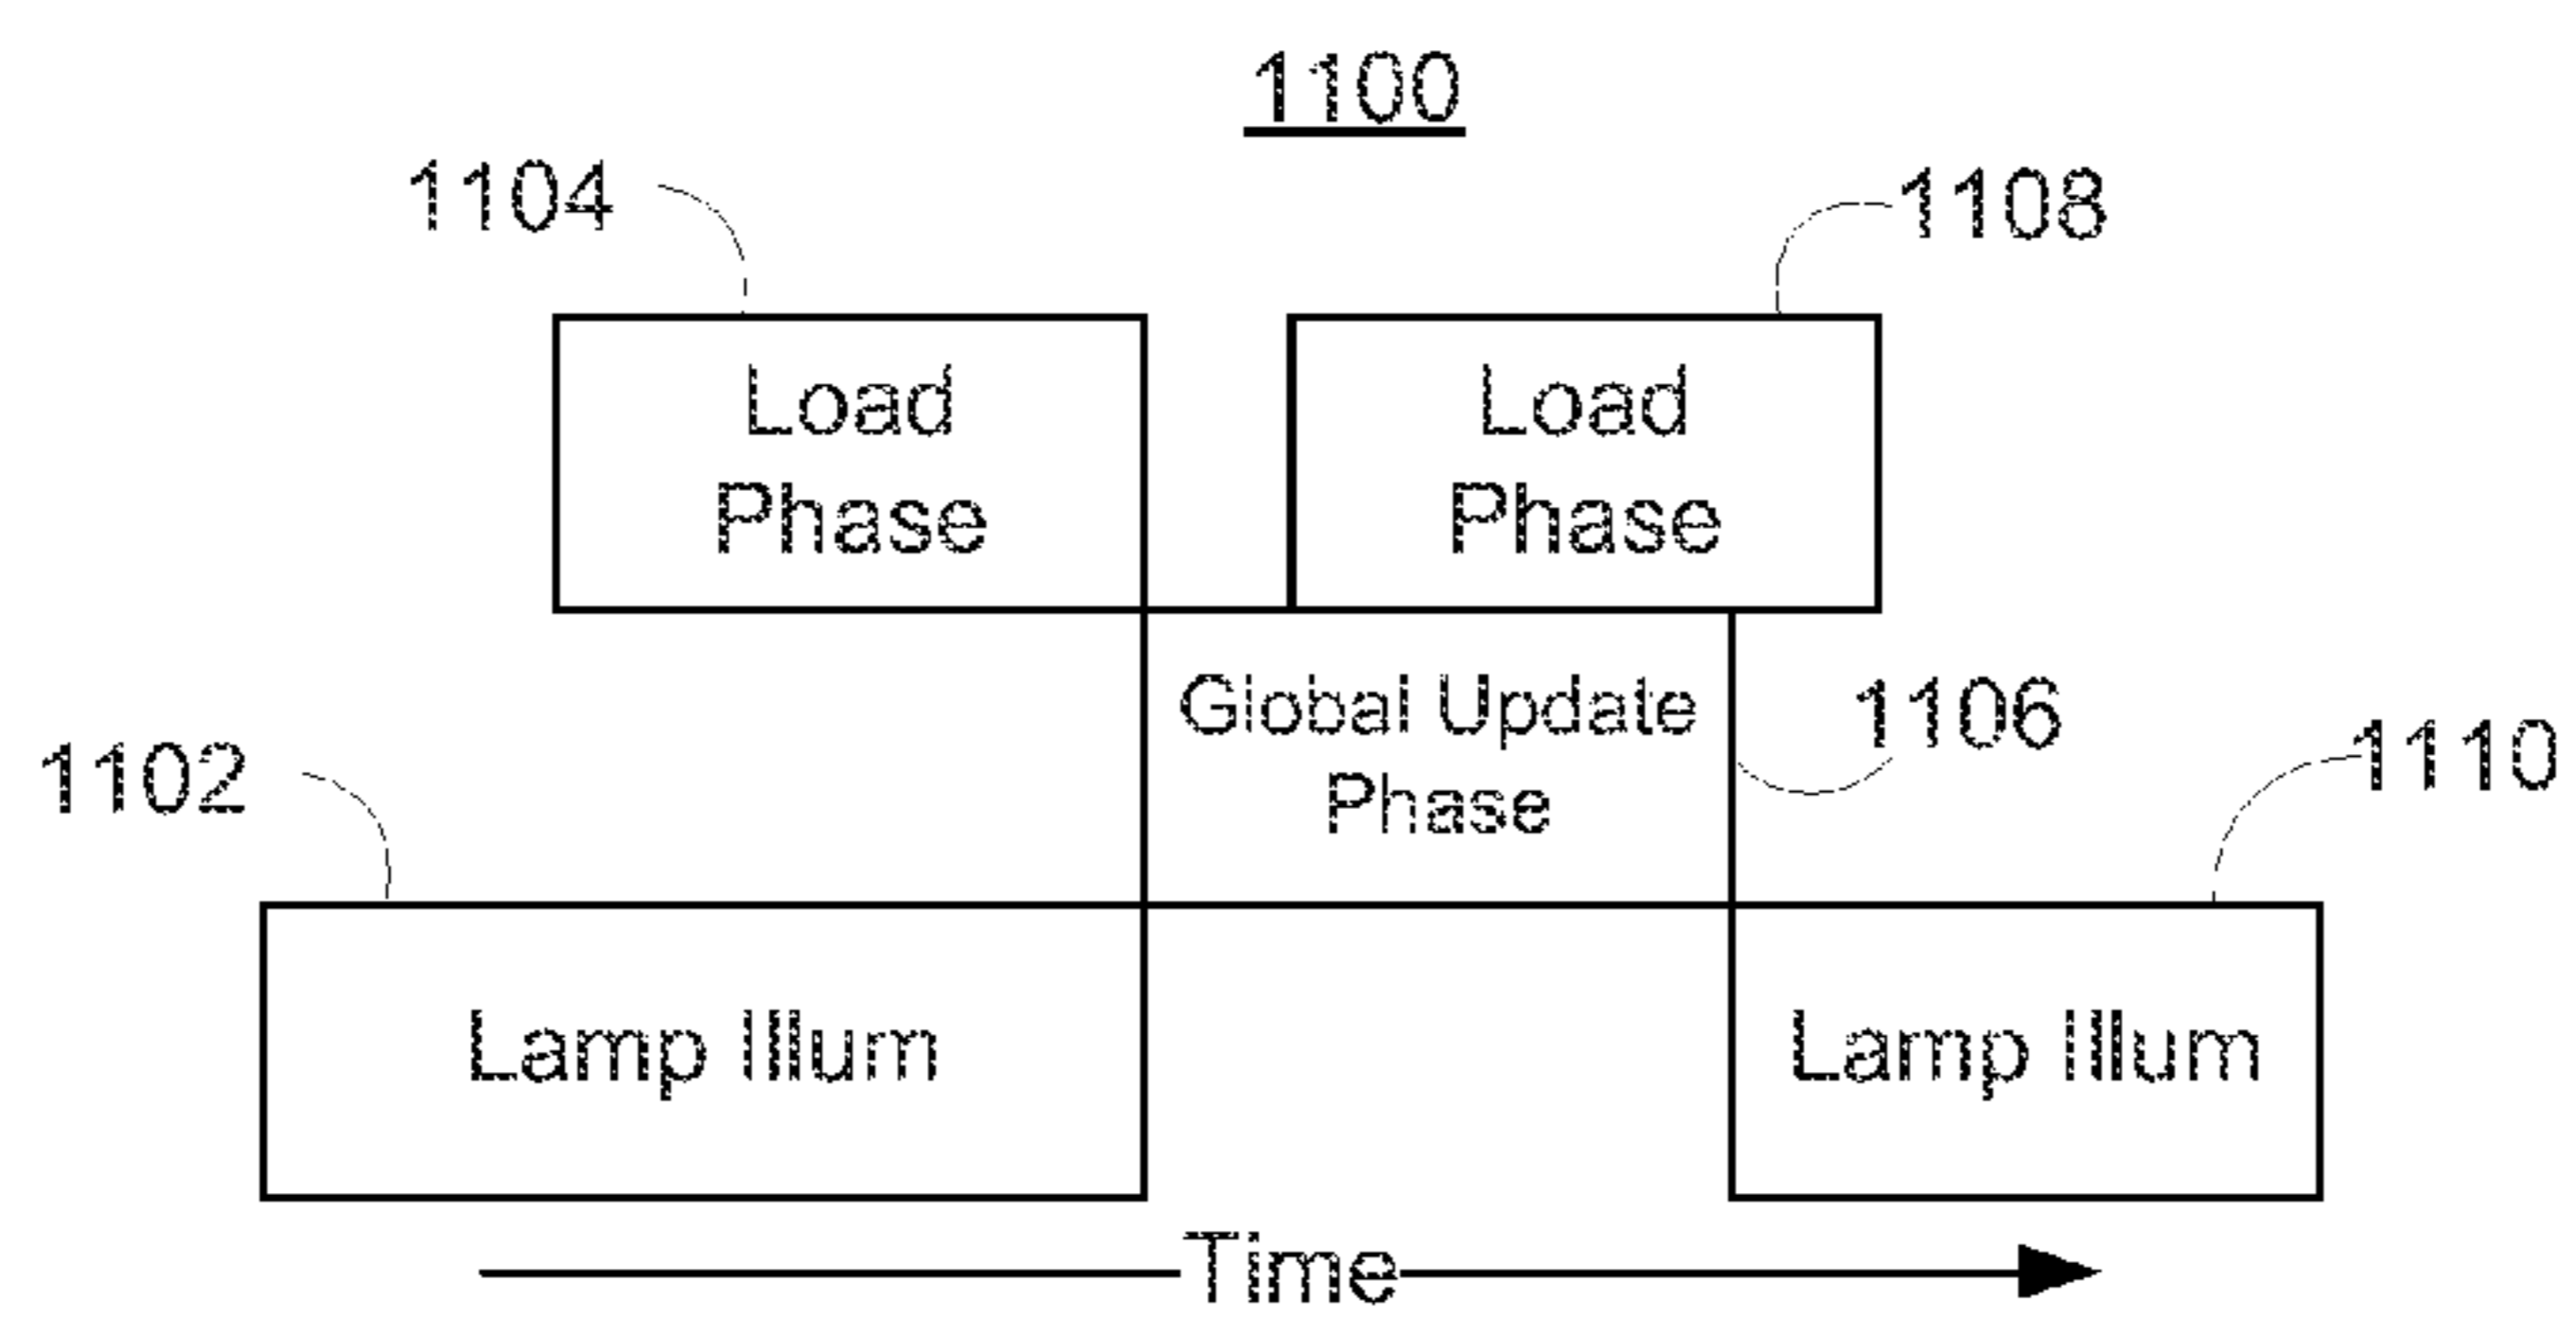 1100
1104
1108
Load
Phase
Load
Phase
Global Update
Phase
1106
1102
1110
Lamp Illum
Lamp Illum
Time